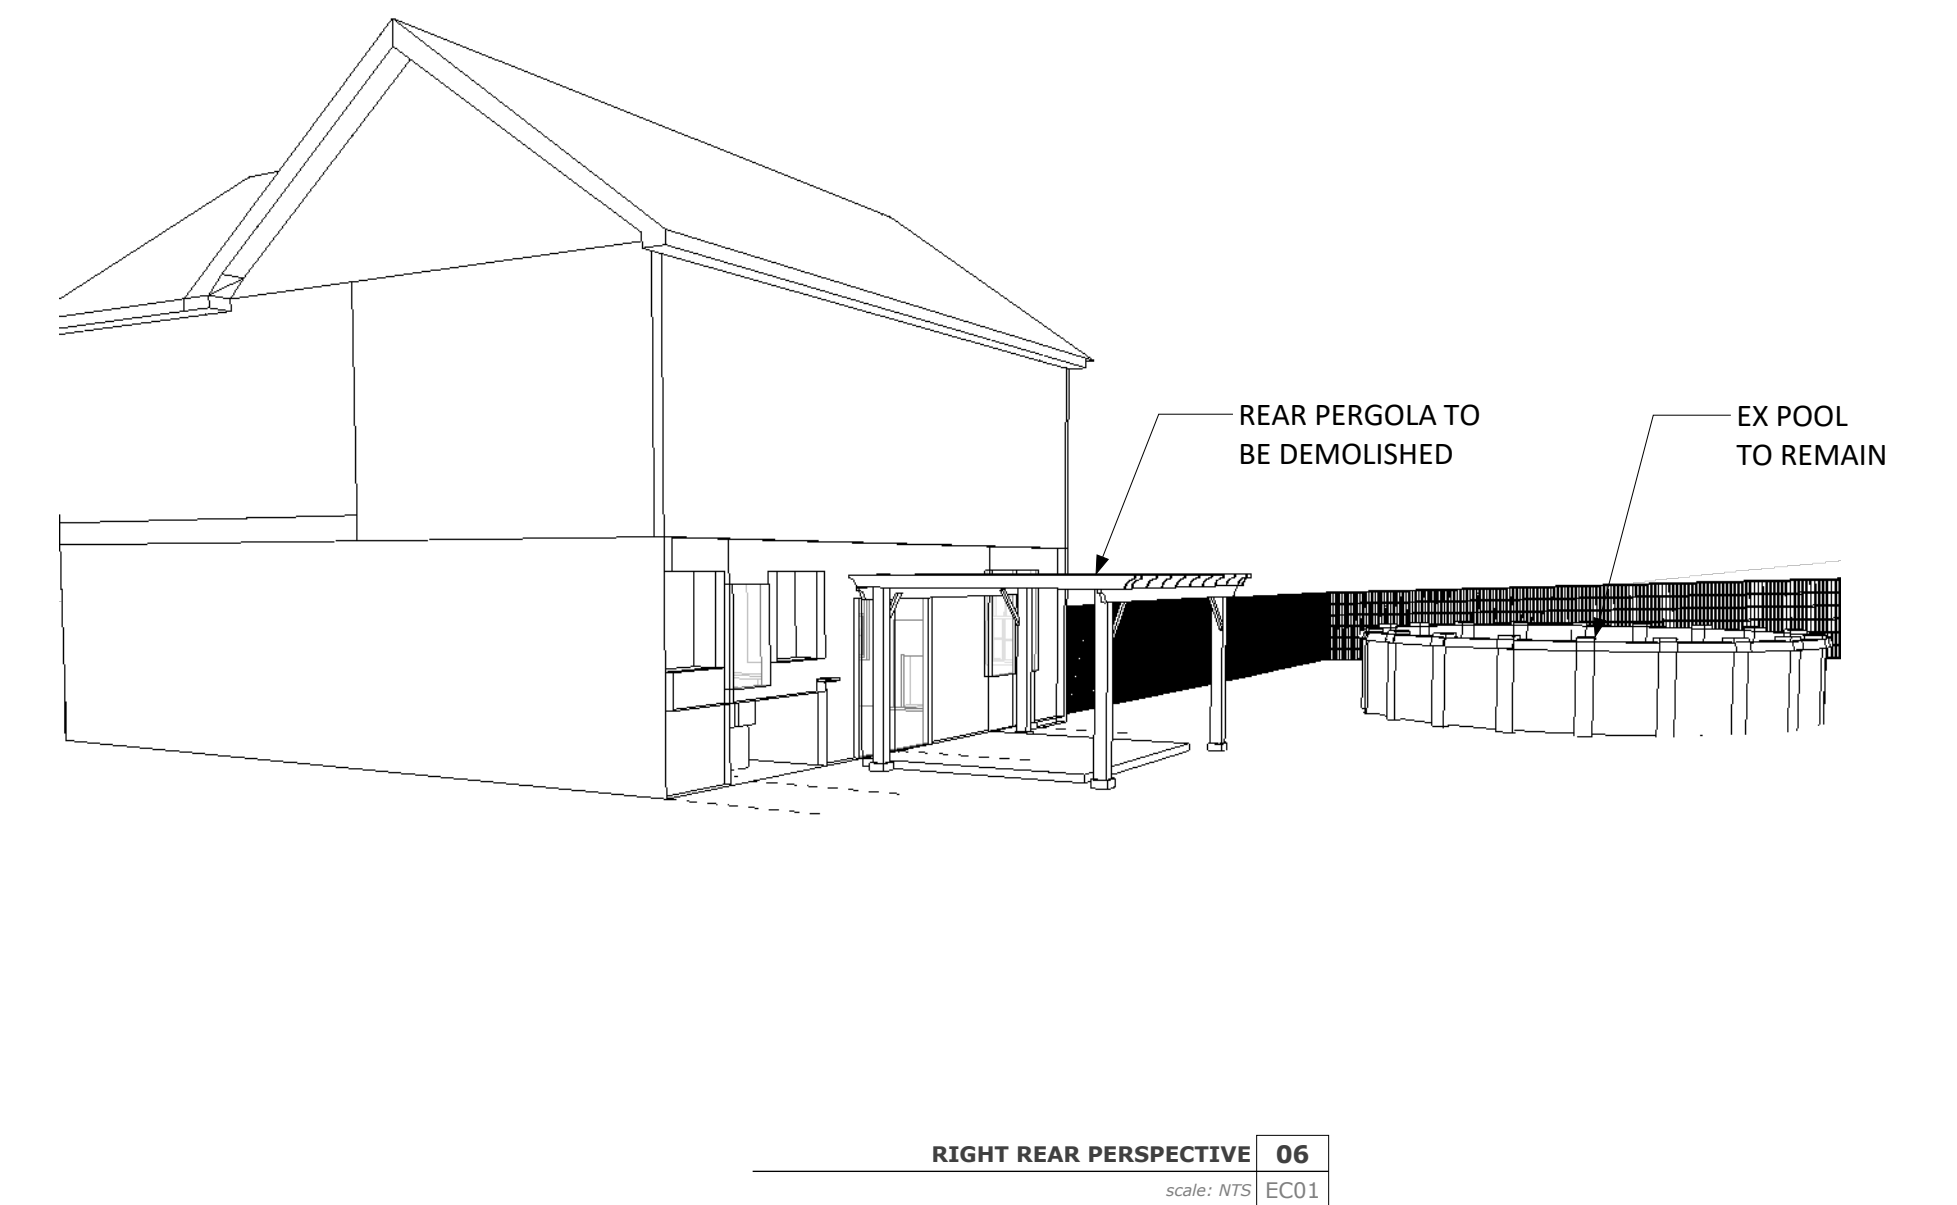 REAR PERGOLA TO
BE DEMOLISHED
EX POOL
TO REMAIN
RIGHT REAR PERSPECTIVE 06
scale: NTS EC01